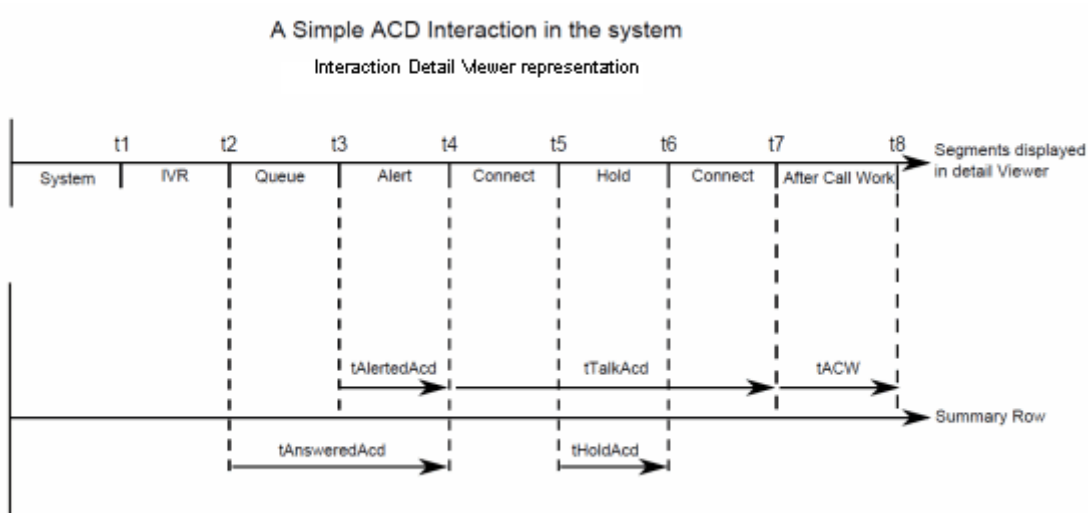 A Simple ACD Interaction in the system
Interaction Detail Viewer representation
t1 t2 t3 t4 t5 t6 t7 t8
Segments displayed
in detail Viewer
System IVR Queue Alert Connect Hold Connect After Call Work
tAlertedAcd tTalkAcd tACW
Summary Row
tAnsweredAcd tHoldAcd